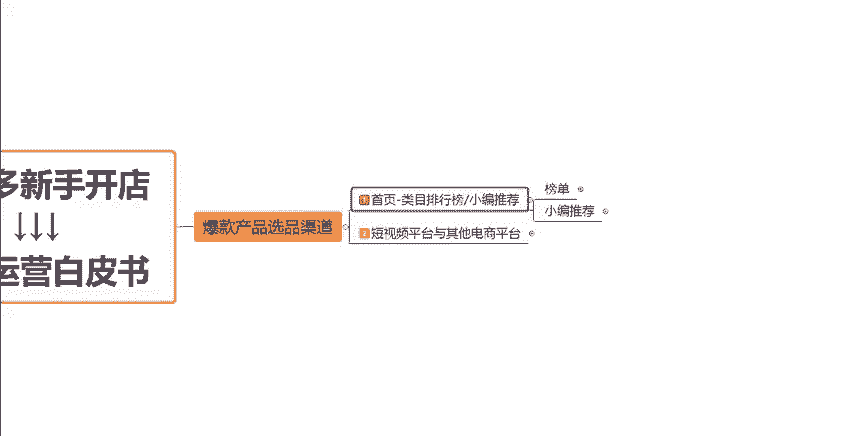 多新手开店
↓↓↓
运营白皮书
爆款产品选品渠道
首页-类目排行榜/小编推荐
榜单
小编推荐
短视频平台与其他电商平台